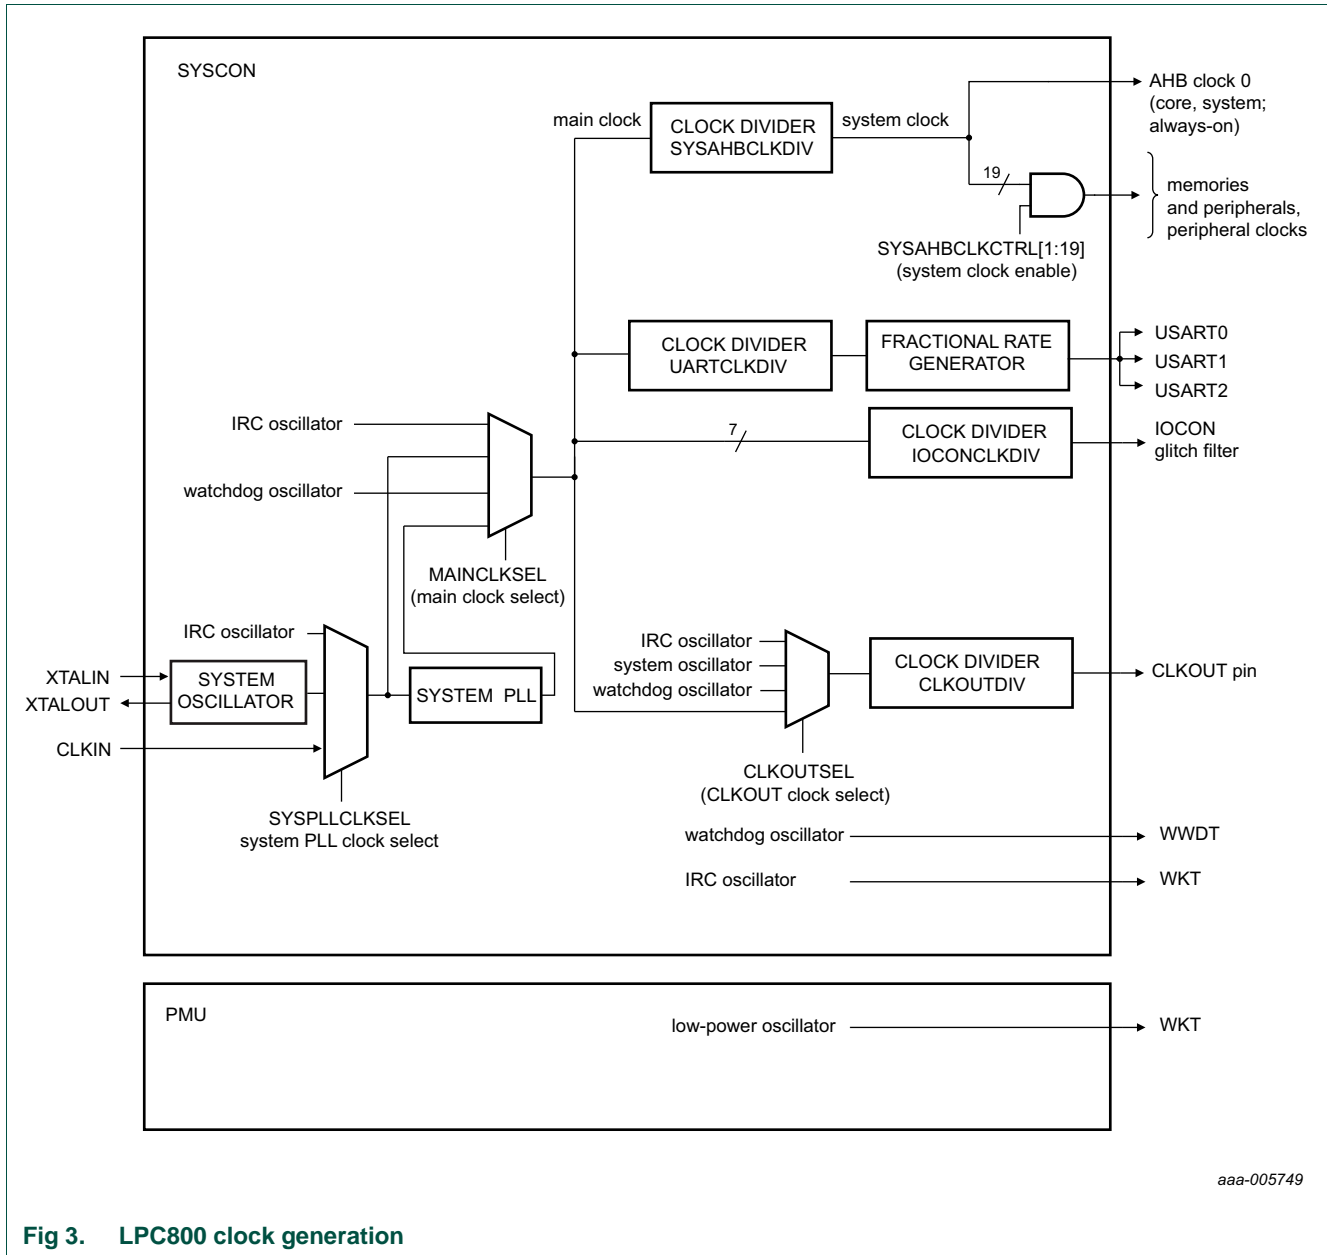 SYSCON
AHB clock 0
(core, system;
always-on)
main clock
CLOCK DIVIDER
SYSAHBCLKDIV
system clock
19
memories
and peripherals,
peripheral clocks
SYSAHBCLKCTRL[1:19]
(system clock enable)
CLOCK DIVIDER
UARTCLKDIV
FRACTIONAL RATE
GENERATOR
USART0
USART1
USART2
IRC oscillator
7
CLOCK DIVIDER
IOCONCLKDIV
IOCON
glitch filter
watchdog oscillator
MAINCLKSEL
(main clock select)
IRC oscillator
XTALIN
XTALOUT
SYSTEM
OSCILLATOR
SYSTEM PLL
CLKIN
SYSPLLCLKSEL
system PLL clock select
IRC oscillator
system oscillator
watchdog oscillator
CLOCK DIVIDER
CLKOUTDIV
CLKOUT pin
CLKOUTSEL
(CLKOUT clock select)
watchdog oscillator
WWDT
IRC oscillator
WKT
PMU
low-power oscillator
WKT
aaa-005749
Fig 3. LPC800 clock generation